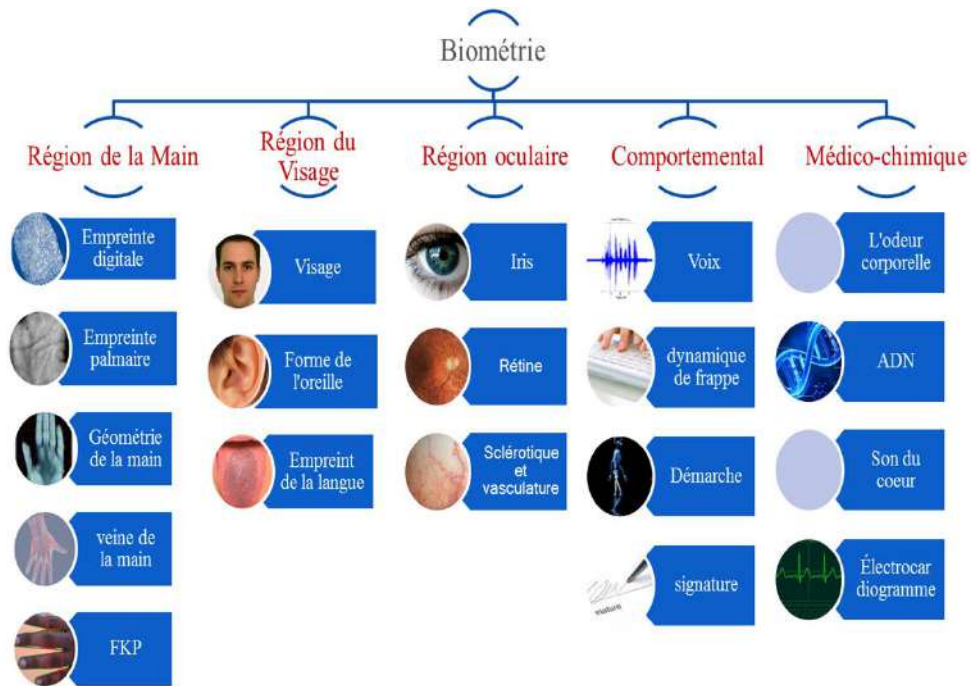 Biométrie
Région de la Main
Empreinte
digitale
Empreinte
palmaire
Géométrie
de la main
veine de
la main
FKP
Région du
Visage
Visage
Forme de
l'oreille
Empreint
de la langue
Région oculaire
Iris
Rétine
Sclérotique
et
vasculature
Comportemental
Voix
dynamique
de frappe
Démarche
signature
nature
Médico-chimique
L'odeur
corporelle
ADN
Son du
coeur
Électrocar
diogramme